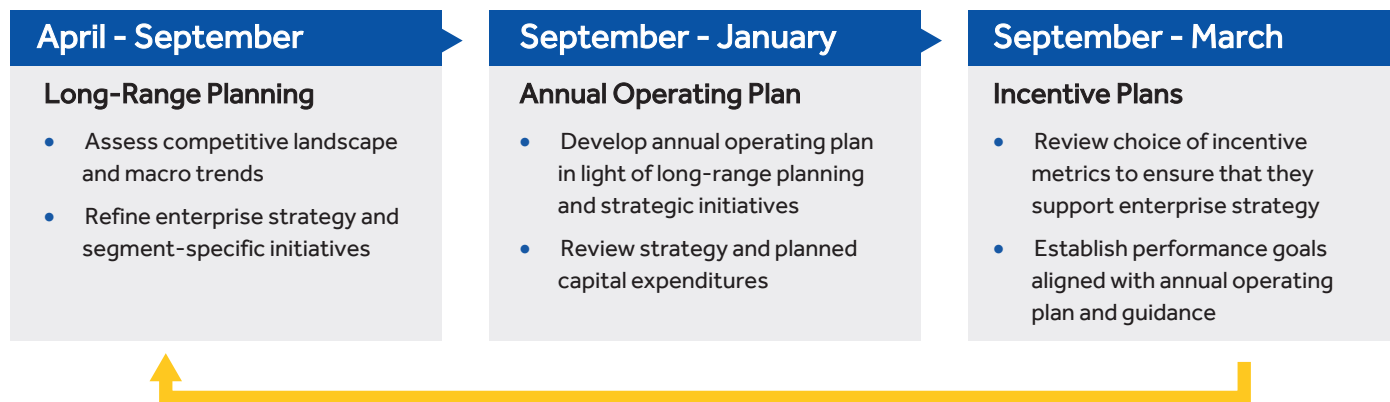 April - September
Long-Range Planning
• Assess competitive landscape
and macro trends
• Refine enterprise strategy and
segment-specific initiatives
September - January
Annual Operating Plan
• Develop annual operating plan
in light of long-range planning
and strategic initiatives
• Review strategy and planned
capital expenditures
September - March
Incentive Plans
• Review choice of incentive
metrics to ensure that they
support enterprise strategy
• Establish performance goals
aligned with annual operating
plan and guidance